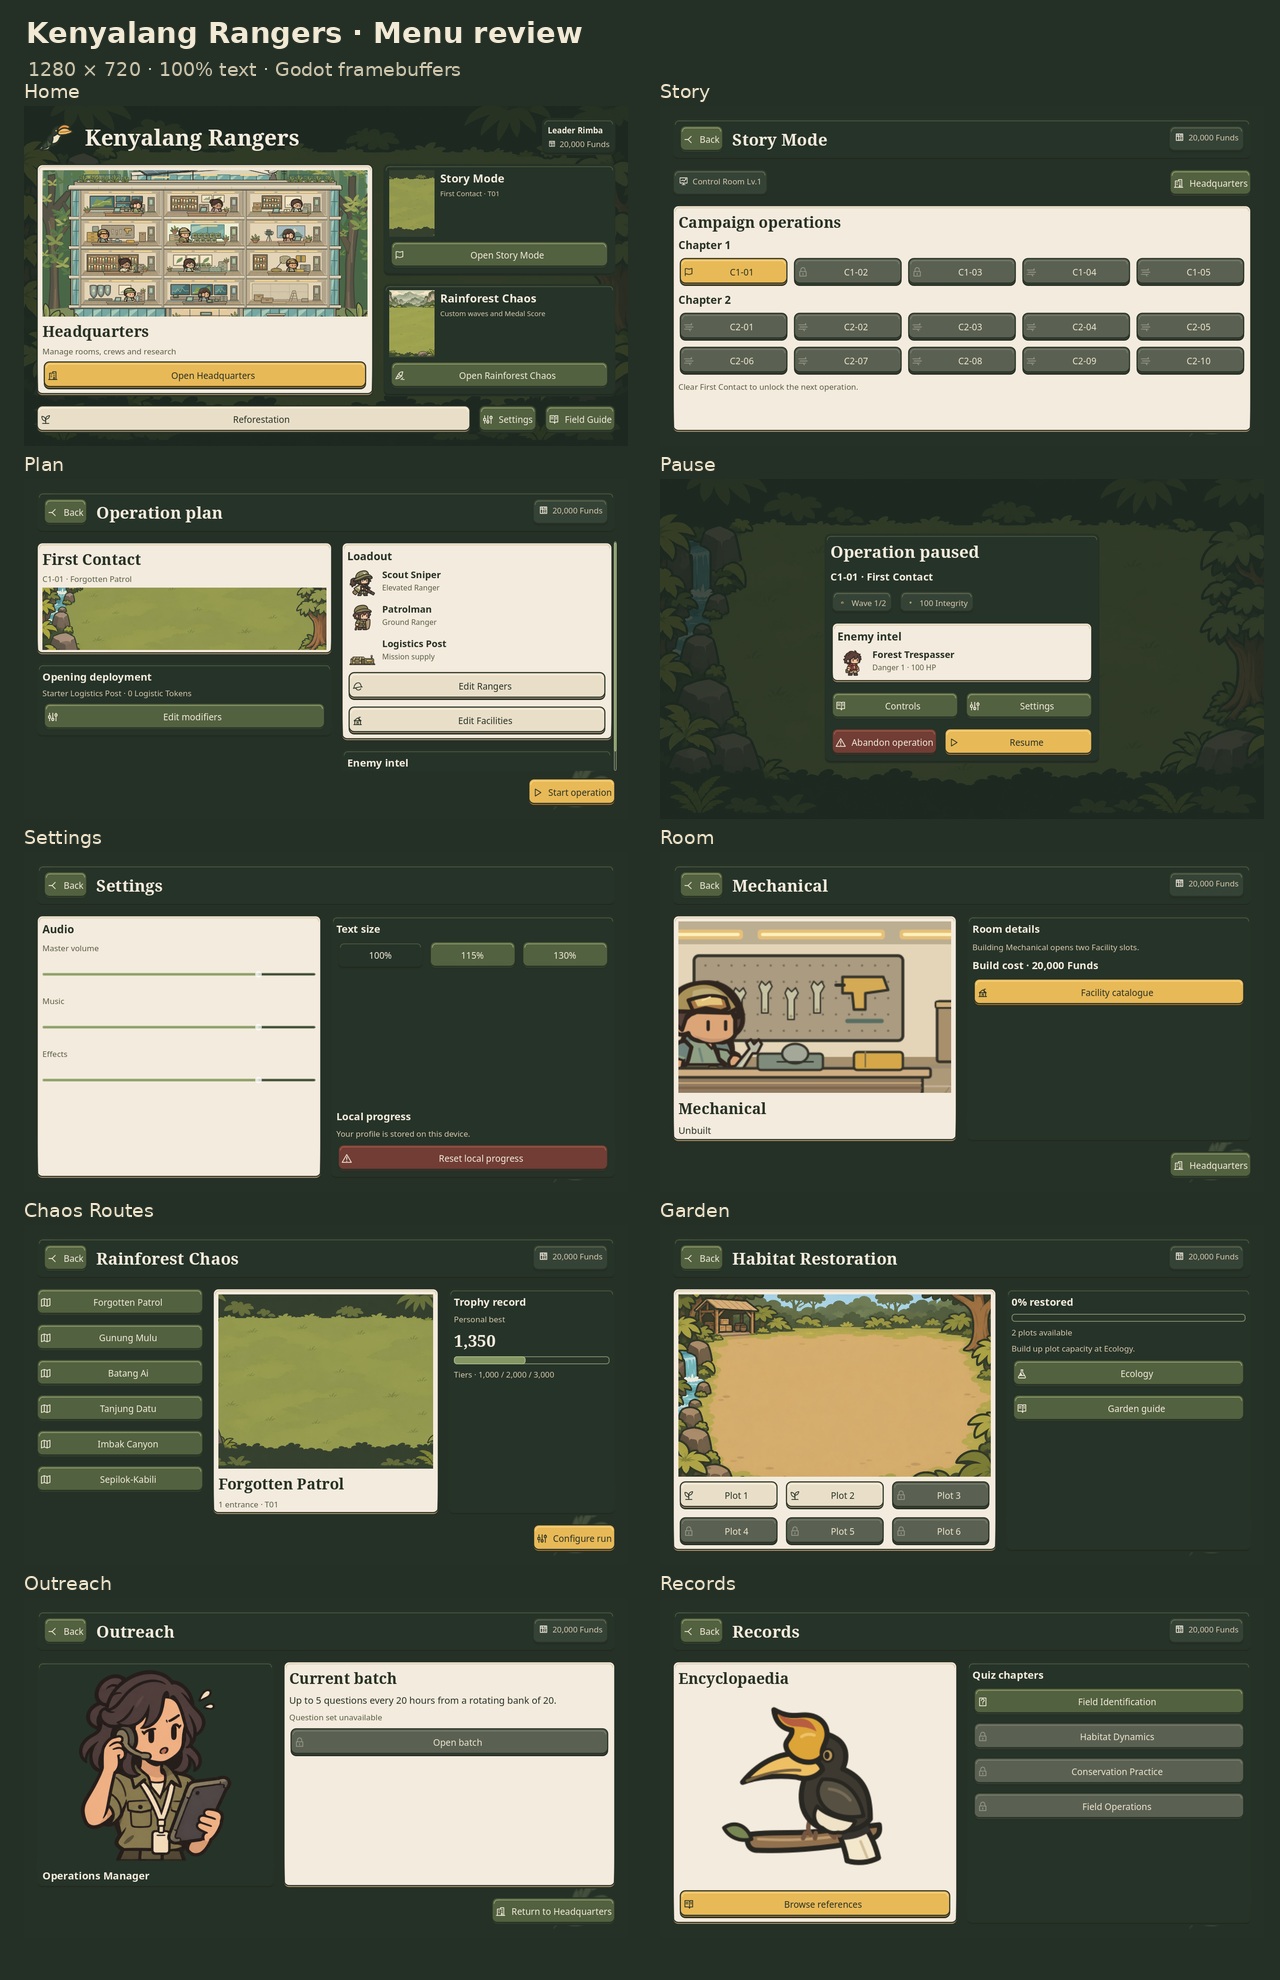 Kenyalang Rangers · Menu review
1280 × 720 · 100% text · Godot framebuffers
Home
Kenyalang Rangers
Leader Rimba
20,000 Funds
Headquarters
Manage rooms, crews and research
Open Headquarters
Story Mode
First Contact · T01
Open Story Mode
Rainforest Chaos
Custom waves and Medal Score
Open Rainforest Chaos
Reforestation
Settings
Field Guide
Story
Back
Story Mode
20,000 Funds
Control Room Lv.1
Headquarters
Campaign operations
Chapter 1
C1-01
C1-02
C1-03
C1-04
C1-05
Chapter 2
C2-01
C2-02
C2-03
C2-04
C2-05
C2-06
C2-07
C2-08
C2-09
C2-10
Clear First Contact to unlock the next operation.
Plan
Back
Operation plan
20,000 Funds
First Contact
C1-01 · Forgotten Patrol
Opening deployment
Starter Logistics Post · 0 Logistic Tokens
Edit modifiers
Loadout
Scout Sniper
Elevated Ranger
Patrolman
Ground Ranger
Logistics Post
Mission supply
Edit Rangers
Edit Facilities
Enemy intel
Start operation
Pause
Operation paused
C1-01 · First Contact
Wave 1/2
100 Integrity
Enemy intel
Forest Trespasser
Danger 1 · 100 HP
Controls
Settings
Abandon operation
Resume
Settings
Back
Settings
Audio
Master volume
Music
Effects
Text size
100%
115%
130%
Local progress
Your profile is stored on this device.
Reset local progress
Room
Back
Mechanical
20,000 Funds
Mechanical
Unbuilt
Room details
Building Mechanical opens two Facility slots.
Build cost · 20,000 Funds
Facility catalogue
Headquarters
Chaos Routes
Back
Rainforest Chaos
20,000 Funds
Forgotten Patrol
Gunung Mulu
Batang Ai
Tanjung Datu
Imbak Canyon
Sepilok-Kabili
Forgotten Patrol
1 entrance · T01
Trophy record
Personal best
1,350
Tiers · 1,000 / 2,000 / 3,000
Configure run
Garden
Back
Habitat Restoration
20,000 Funds
Plot 1
Plot 2
Plot 3
Plot 4
Plot 5
Plot 6
0% restored
2 plots available
Build up plot capacity at Ecology.
Ecology
Garden guide
Outreach
Back
Outreach
20,000 Funds
Operations Manager
Current batch
Up to 5 questions every 20 hours from a rotating bank of 20.
Question set unavailable
Open batch
Return to Headquarters
Records
Back
Records
20,000 Funds
Encyclopaedia
Browse references
Quiz chapters
Field Identification
Habitat Dynamics
Conservation Practice
Field Operations